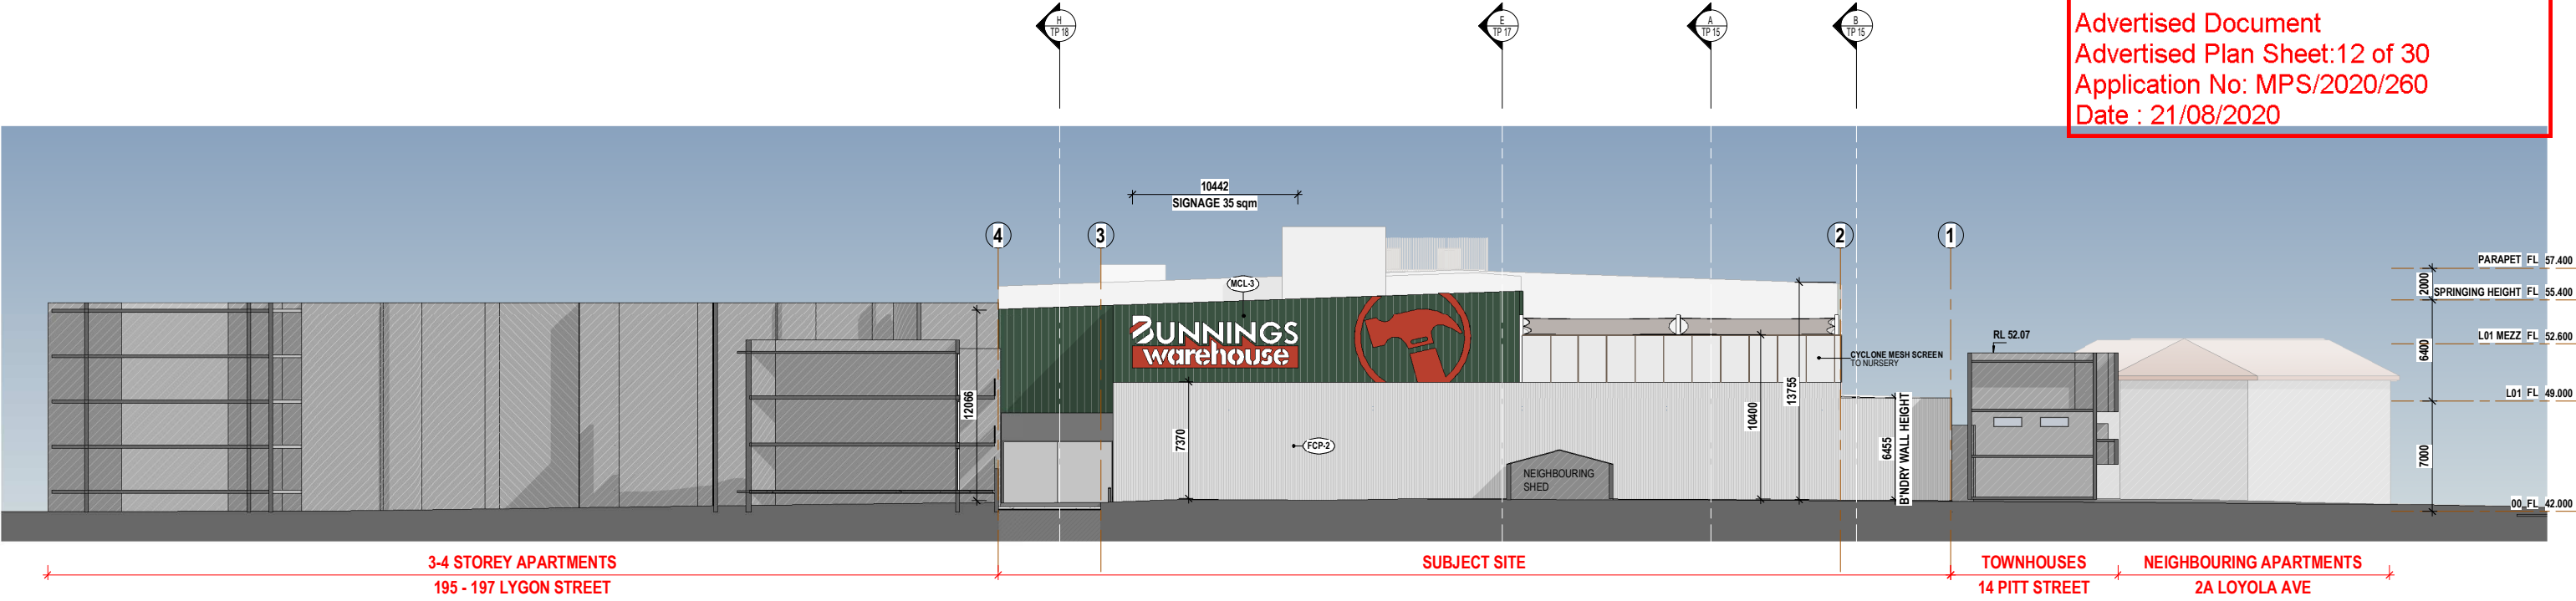 H
TP 18
E
TP 17
A
TP 15
B
TP 15
Advertised Document
Advertised Plan Sheet:12 of 30
Application No: MPS/2020/260
Date : 21/08/2020
10442
SIGNAGE 35 sqm
4
3
2
1
PARAPET FL 57.400
2000
SPRINGING HEIGHT FL 55.400
MCL-3
BUNNINGS
warehouse
RL 52.07
L01 MEZZ FL 52.600
6400
CYCLONE MESH SCREEN
TO NURSERY
L01 FL 49.000
12066
7370
13755
10400
6455
B'NDRY WALL HEIGHT
FCP-2
NEIGHBOURING
SHED
7000
00 FL 42.000
3-4 STOREY APARTMENTS
195 - 197 LYGON STREET
SUBJECT SITE
TOWNHOUSES
14 PITT STREET
NEIGHBOURING APARTMENTS
2A LOYOLA AVE